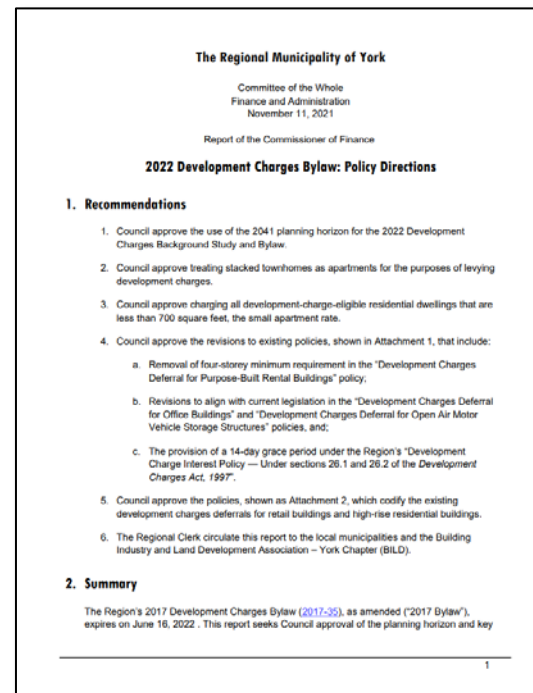 The Regional Municipality of York
Committee of the Whole
Finance and Administration
November 11, 2021
Report of the Commissioner of Finance
2022 Development Charges Bylaw: Policy Directions
1. Recommendations
1. Council approve the use of the 2041 planning horizon for the 2022 Development
Charges Background Study and Bylaw.
2. Council approve treating stacked townhomes as apartments for the purposes of levying
development charges.
3. Council approve charging all development-charge-eligible residential dwellings that are
less than 700 square feet, the small apartment rate.
4. Council approve the revisions to existing policies, shown in Attachment 1, that include:
a. Removal of four-storey minimum requirement in the "Development Charges
Deferral for Purpose-Built Rental Buildings" policy;
b. Revisions to align with current legislation in the "Development Charges Deferral
for Office Buildings" and "Development Charges Deferral for Open Air Motor
Vehicle Storage Structures" policies, and;
c. The provision of a 14-day grace period under the Region's "Development
Charge Interest Policy — Under sections 26.1 and 26.2 of the Development
Charges Act, 1997".
5. Council approve the policies, shown as Attachment 2, which codify the existing
development charges deferrals for retail buildings and high-rise residential buildings.
6. The Regional Clerk circulate this report to the local municipalities and the Building
Industry and Land Development Association – York Chapter (BILD).
2. Summary
The Region's 2017 Development Charges Bylaw (2017-35), as amended ("2017 Bylaw"),
expires on June 16, 2022 . This report seeks Council approval of the planning horizon and key
1